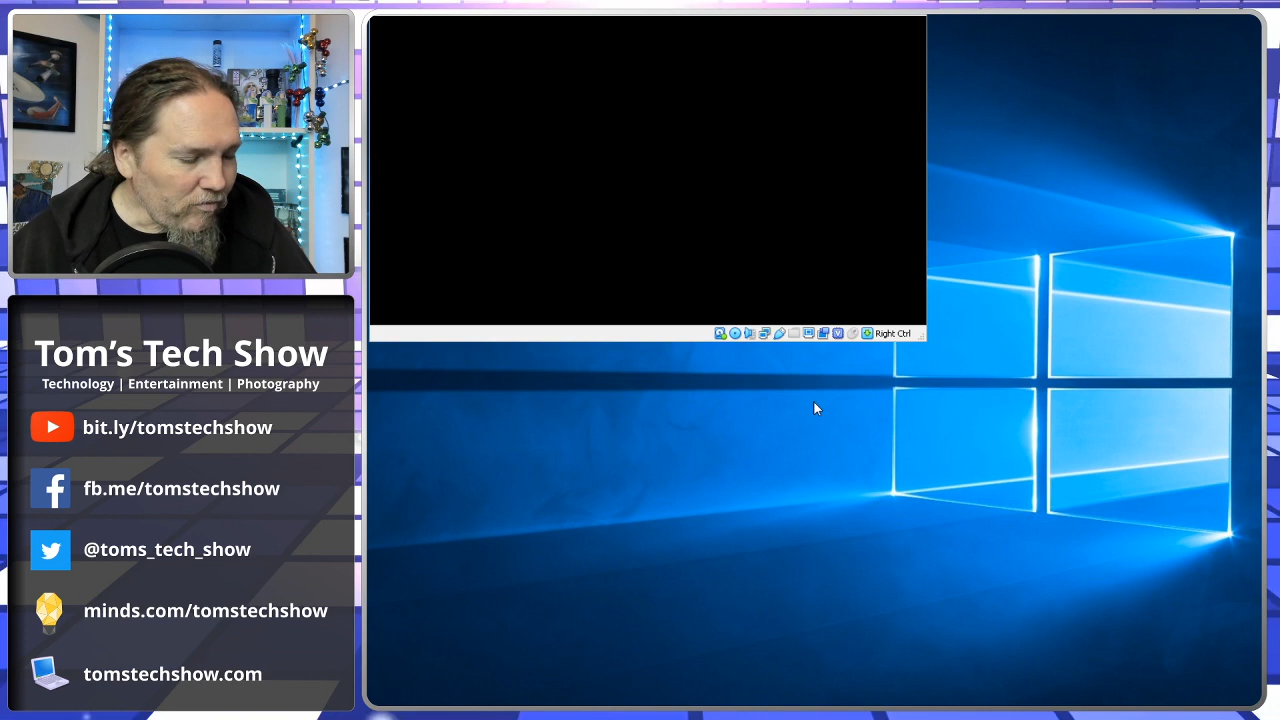 Right Ctrl
Tom's Tech Show
Technology | Entertainment | Photography
bit.ly/tomstechshow
fb.me/tomstechshow
@toms_tech_show
minds.com/tomstechshow
tomstechshow.com